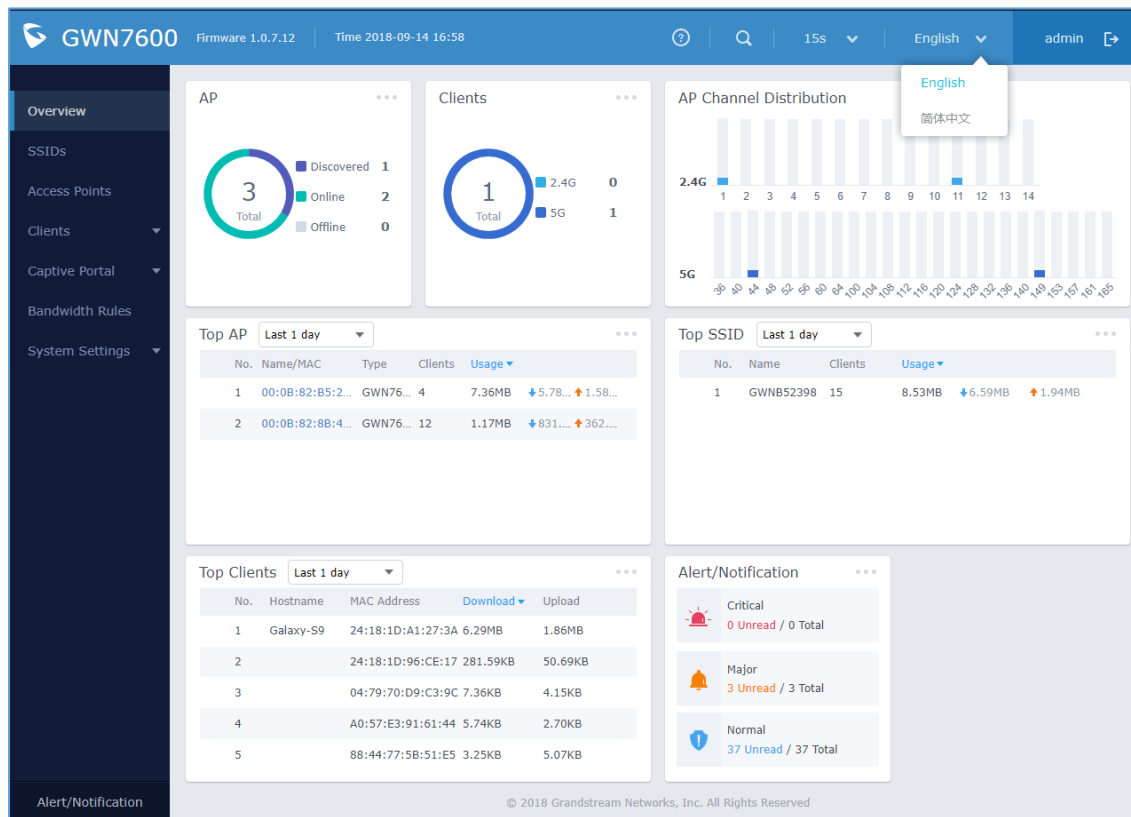 GWN7600 Firmware 1.0.7.12 Time 2018-09-14 16:58 15s English admin
English
简体中文
Overview
SSIDs
Access Points
Clients
Captive Portal
Bandwidth Rules
System Settings
Alert/Notification
AP
3
Total
Discovered 1
Online 2
Offline 0
Clients
1
Total
2.4G 0
5G 1
AP Channel Distribution
2.4G
1 2 3 4 5 6 7 8 9 10 11 12 13 14
5G
36 40 44 48 52 56 60 64 100 104 108 112 116 120 124 128 132 136 140 149 153 157 161 165
Top AP Last 1 day
No. Name/MAC Type Clients Usage
1 00:0B:82:B5:2... GWN76... 4 7.36MB 5.78... 1.58...
2 00:0B:82:8B:4... GWN76... 12 1.17MB 831.... 362....
Top SSID Last 1 day
No. Name Clients Usage
1 GWNB52398 15 8.53MB 6.59MB 1.94MB
Top Clients Last 1 day
No. Hostname MAC Address Download Upload
1 Galaxy-S9 24:18:1D:A1:27:3A 6.29MB 1.86MB
2 24:18:1D:96:CE:17 281.59KB 50.69KB
3 04:79:70:D9:C3:9C 7.36KB 4.15KB
4 A0:57:E3:91:61:44 5.74KB 2.70KB
5 88:44:77:5B:51:E5 3.25KB 5.07KB
Alert/Notification
Critical
0 Unread / 0 Total
Major
3 Unread / 3 Total
Normal
37 Unread / 37 Total
© 2018 Grandstream Networks, Inc. All Rights Reserved